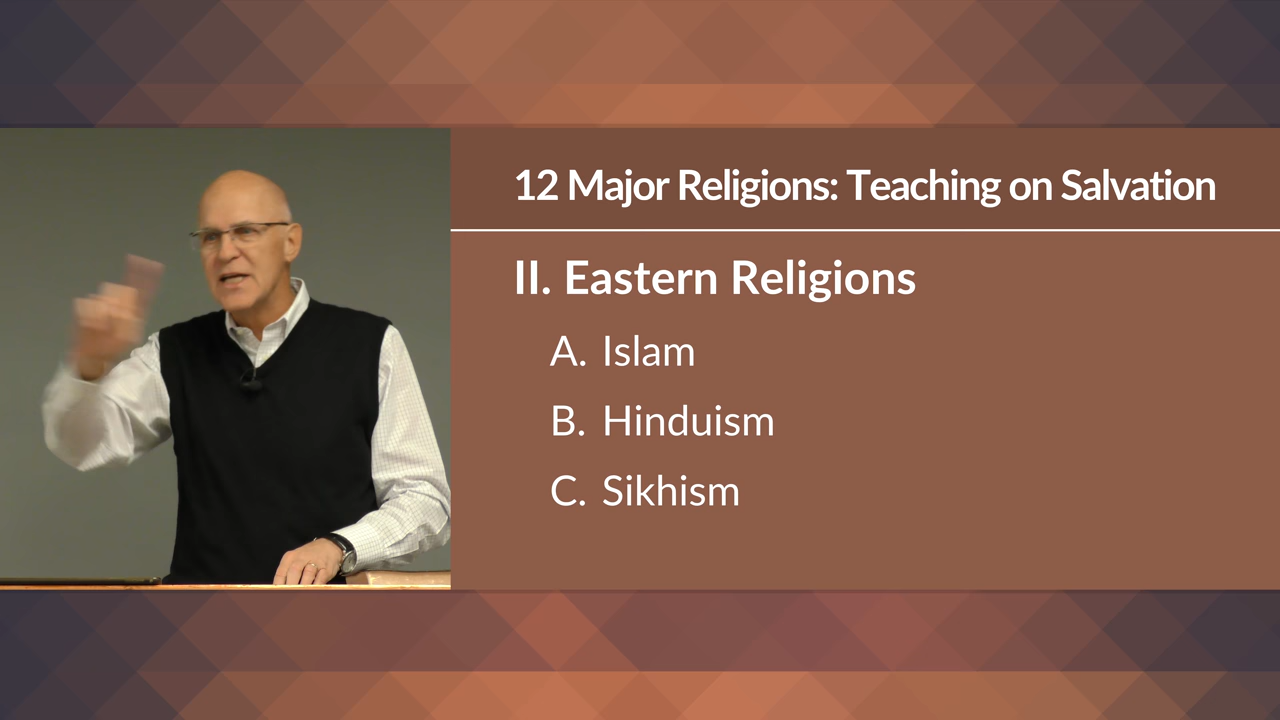 12 Major Religions: Teaching on Salvation
II. Eastern Religions
A. Islam
B. Hinduism
C. Sikhism